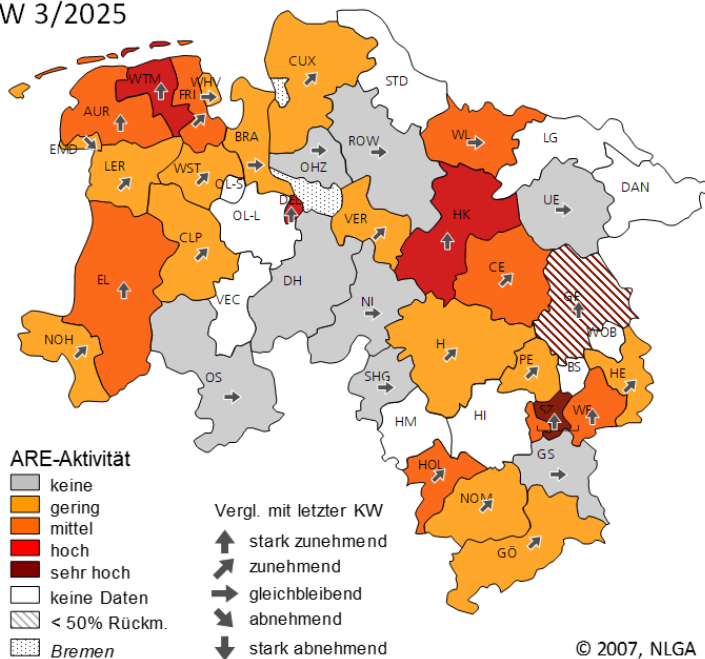 W 3/2025
CUX
STD
WTM
WHV
FRI
AUR
EMD
BRA
ROW
WL
LG
OHZ
LER
WST
OL-S
DEL
UE
DAN
OL-L
VER
HK
CLP
CE
EL
DH
NI
GF
VEC
WOB
NOH
H
PE
BS
HE
OS
SHG
SZ
WF
HM
HI
GS
HOL
NOM
GÖ
ARE-Aktivität
keine
gering
mittel
hoch
sehr hoch
keine Daten
< 50% Rückm.
Bremen
Vergl. mit letzter KW
stark zunehmend
zunehmend
gleichbleibend
abnehmend
stark abnehmend
© 2007, NLGA